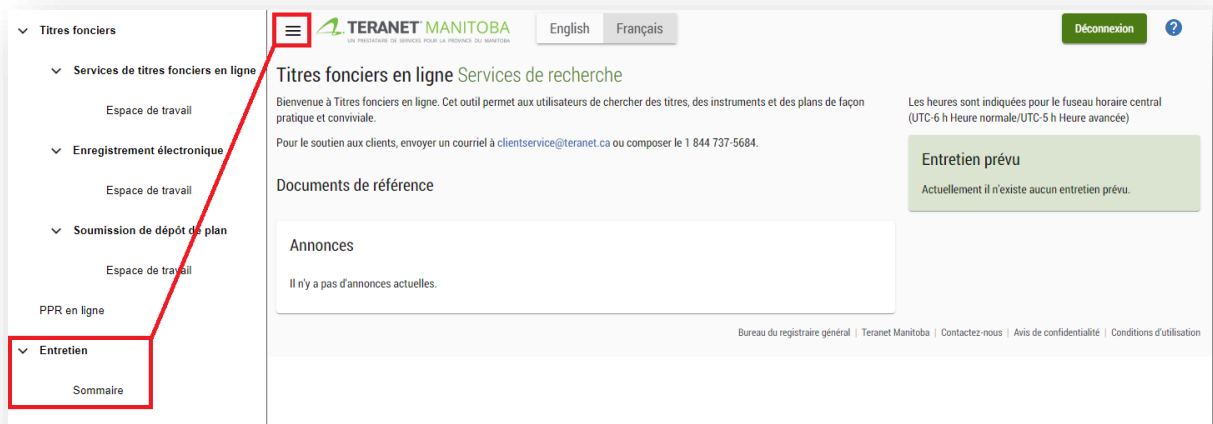 Titres fonciers
Services de titres fonciers en ligne
Espace de travail
Enregistrement électronique
Espace de travail
Soumission de dépôt de plan
Espace de travail
PPR en ligne
Entretien
Sommaire
TERANET MANITOBA
UN PRESTATAIRE DE SERVICES POUR LA PROVINCE DU MANITOBA
English Français
Déconnexion ?
Titres fonciers en ligne Services de recherche
Bienvenue à Titres fonciers en ligne. Cet outil permet aux utilisateurs de chercher des titres, des instruments et des plans de façon
pratique et conviviale.
Pour le soutien aux clients, envoyer un courriel à clientservice@teranet.ca ou composer le 1 844 737-5684.
Documents de référence
Annonces
Il n'y a pas d'annonces actuelles.
Les heures sont indiquées pour le fuseau horaire central
(UTC-6 h Heure normale/UTC-5 h Heure avancée)
Entretien prévu
Actuellement il n'existe aucun entretien prévu.
Bureau du registraire général | Teranet Manitoba | Contactez-nous | Avis de confidentialité | Conditions d'utilisation